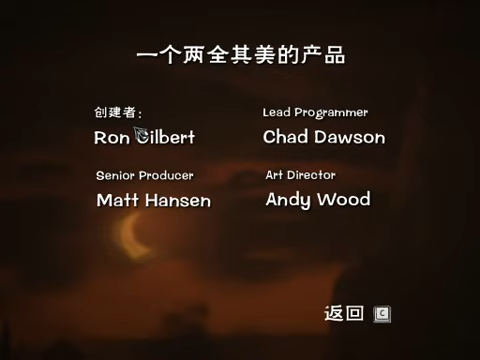 一个两全其美的产品
创建者:
Ron Gilbert
Lead Programmer
Chad Dawson
Senior Producer
Matt Hansen
Art Director
Andy Wood
返回 C